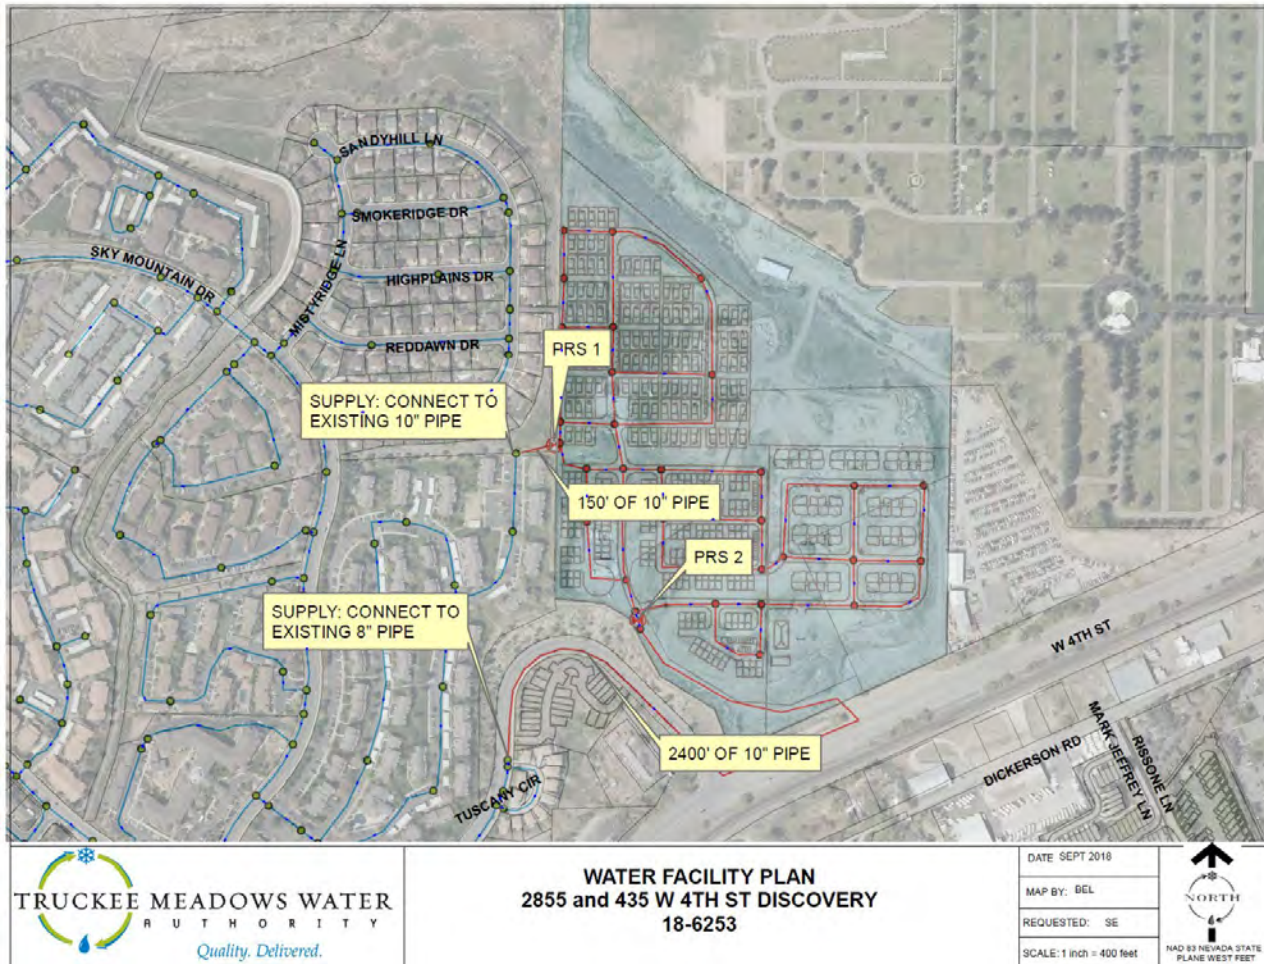 SANDYHILL LN
SMOKERIDGE DR
SKY MOUNTAIN DR
HIGHPLAINS DR
MISTYRIDGE LN
REDDAWN DR
PRS 1
SUPPLY: CONNECT TO
EXISTING 10" PIPE
150' OF 10" PIPE
PRS 2
SUPPLY: CONNECT TO
EXISTING 8" PIPE
W 4TH ST
2400' OF 10" PIPE
DICKERSON RD
MARK JEFFREY LN
RISSONE LN
TUSCANY CIR
TRUCKEE MEADOWS WATER
AUTHORITY
Quality. Delivered.
WATER FACILITY PLAN
2855 and 435 W 4TH ST DISCOVERY
18-6253
DATE SEPT 2018
MAP BY: BEL
REQUESTED: SE
SCALE: 1 inch = 400 feet
NORTH
NAD 83 NEVADA STATE
PLANE WEST FEET